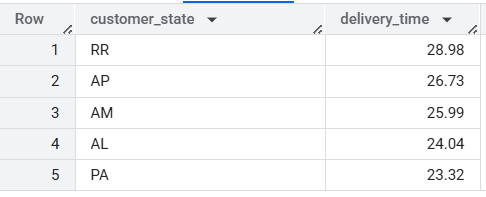 Row customer_state delivery_time
1 RR 28.98
2 AP 26.73
3 AM 25.99
4 AL 24.04
5 PA 23.32